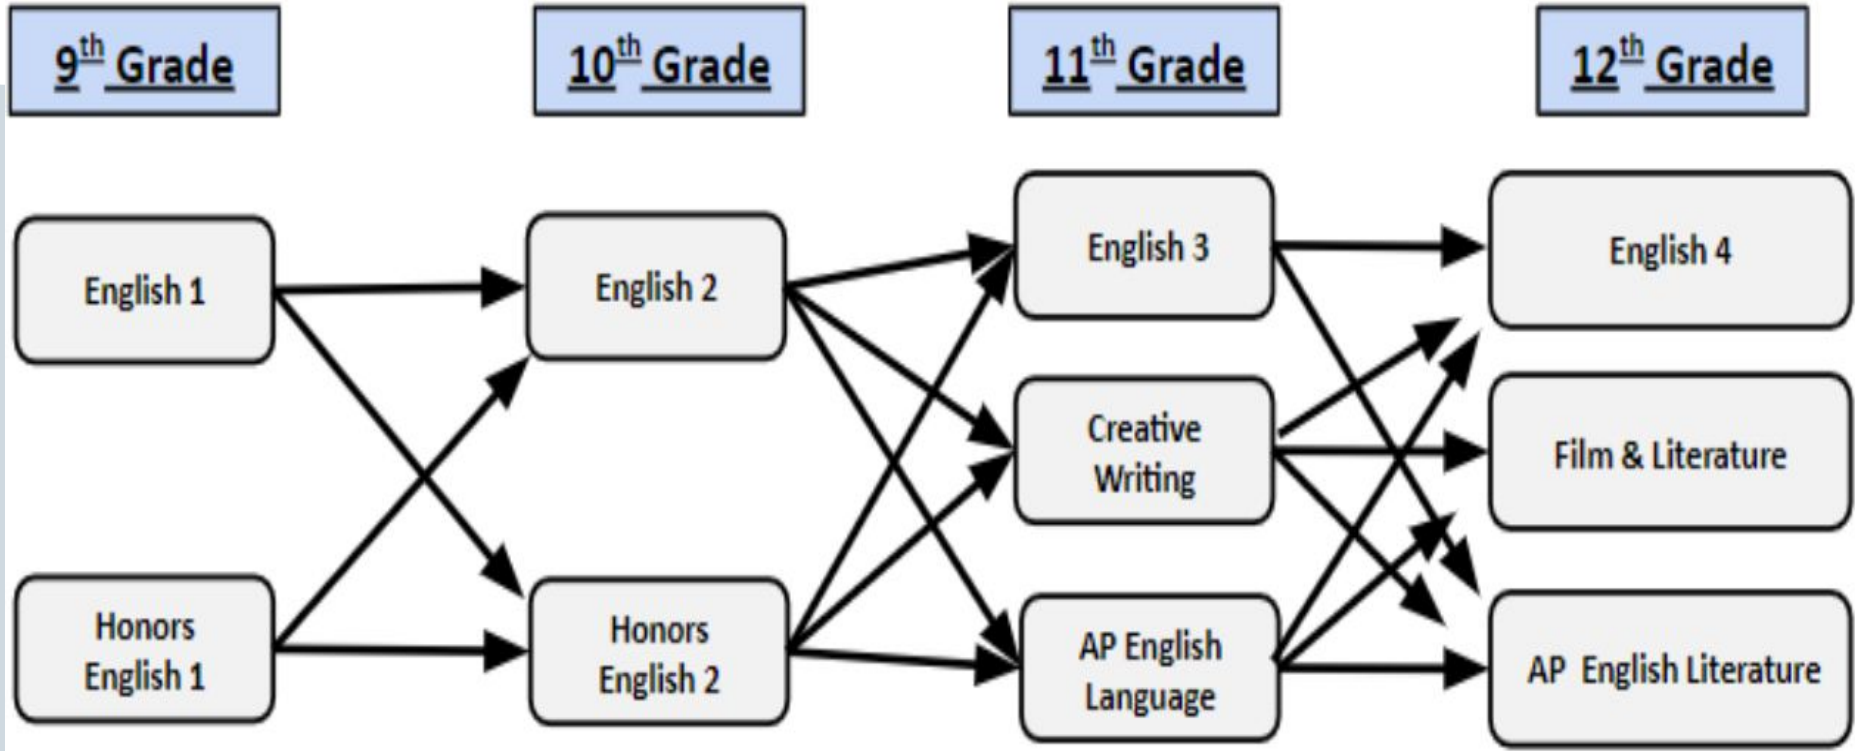 9th Grade
10th Grade
11th Grade
12th Grade
English 1
Honors
English 1
English 2
Honors
English 2
English 3
Creative
Writing
AP English
Language
English 4
Film & Literature
AP English Literature